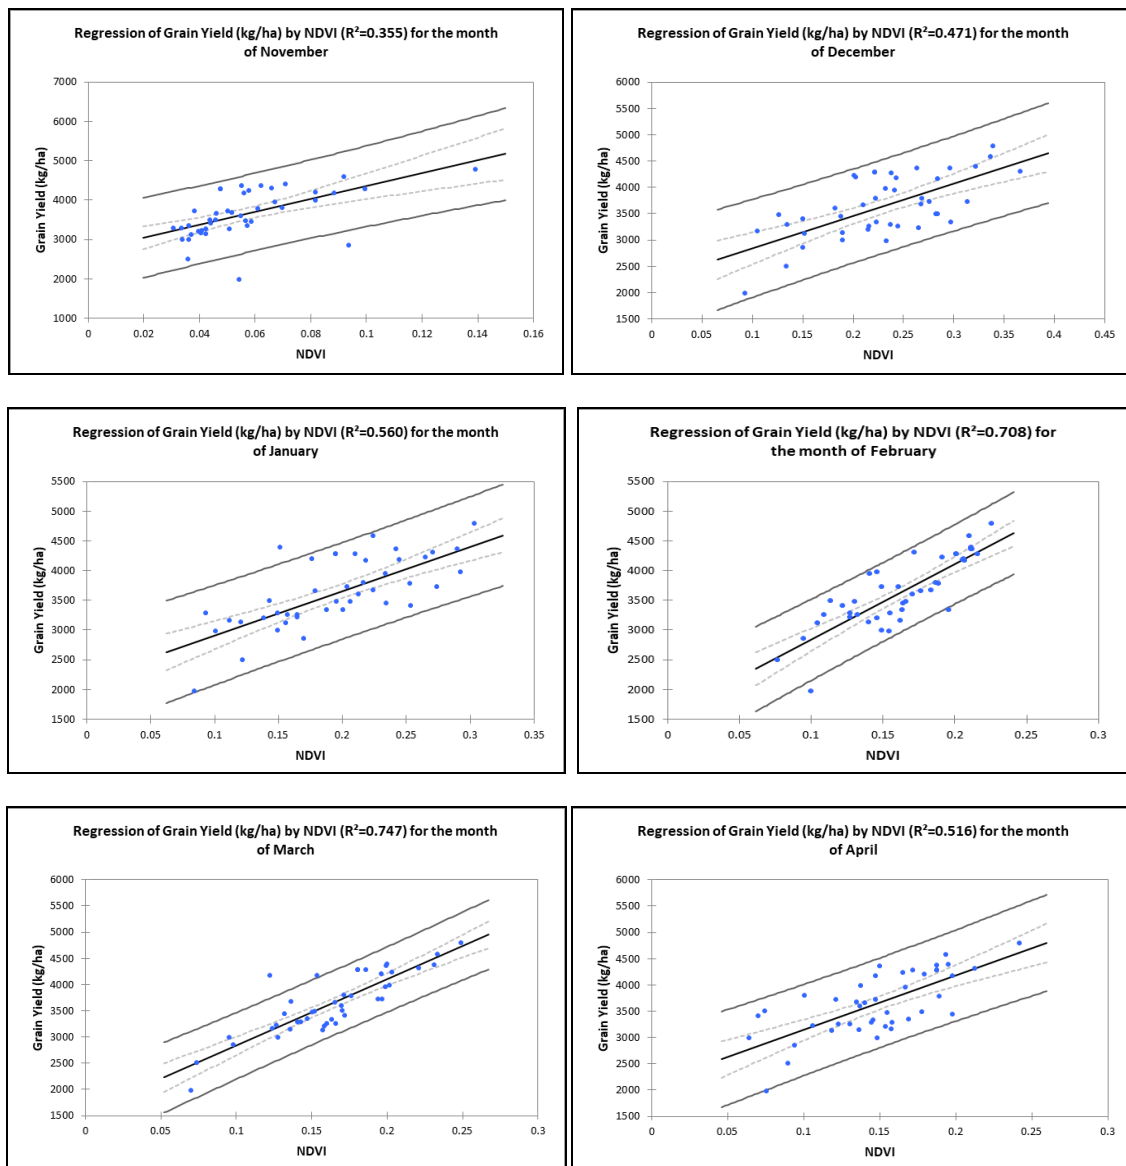 Regression of Grain Yield (kg/ha) by NDVI (R²=0.355) for the month
of November
7000
6000
5000
4000
3000
2000
1000
Grain Yield (kg/ha)
0 0.02 0.04 0.06 0.08 0.1 0.12 0.14 0.16
NDVI
Regression of Grain Yield (kg/ha) by NDVI (R²=0.471) for the month
of December
6000
5500
5000
4500
4000
3500
3000
2500
2000
1500
Grain Yield (kg/ha)
0 0.05 0.1 0.15 0.2 0.25 0.3 0.35 0.4 0.45
NDVI
Regression of Grain Yield (kg/ha) by NDVI (R²=0.560) for the month
of January
5500
5000
4500
4000
3500
3000
2500
2000
1500
Grain Yield (kg/ha)
0 0.05 0.1 0.15 0.2 0.25 0.3 0.35
NDVI
Regression of Grain Yield (kg/ha) by NDVI (R²=0.708) for
the month of February
5500
5000
4500
4000
3500
3000
2500
2000
1500
Grain Yield (kg/ha)
0 0.05 0.1 0.15 0.2 0.25 0.3
NDVI
Regression of Grain Yield (kg/ha) by NDVI (R²=0.747) for the month
of March
6000
5500
5000
4500
4000
3500
3000
2500
2000
1500
Grain Yield (kg/ha)
0 0.05 0.1 0.15 0.2 0.25 0.3
NDVI
Regression of Grain Yield (kg/ha) by NDVI (R²=0.516) for the month
of April
6000
5500
5000
4500
4000
3500
3000
2500
2000
1500
Grain Yield (kg/ha)
0 0.05 0.1 0.15 0.2 0.25 0.3
NDVI